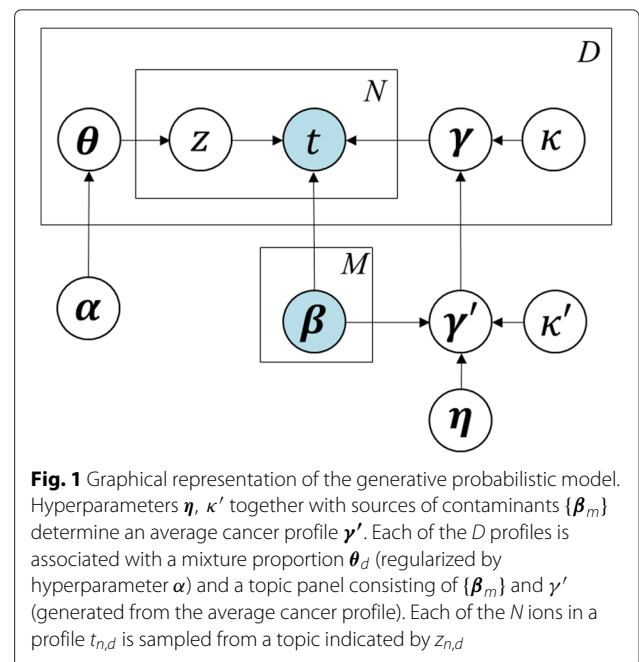 D
N
θ z t γ κ
M
α β γ′ κ′
η
Fig. 1 Graphical representation of the generative probabilistic model.
Hyperparameters η, κ′ together with sources of contaminants {βm}
determine an average cancer profile γ′. Each of the D profiles is
associated with a mixture proportion θd (regularized by
hyperparameter α) and a topic panel consisting of {βm} and γ′
(generated from the average cancer profile). Each of the N ions in a
profile tn,d is sampled from a topic indicated by zn,d